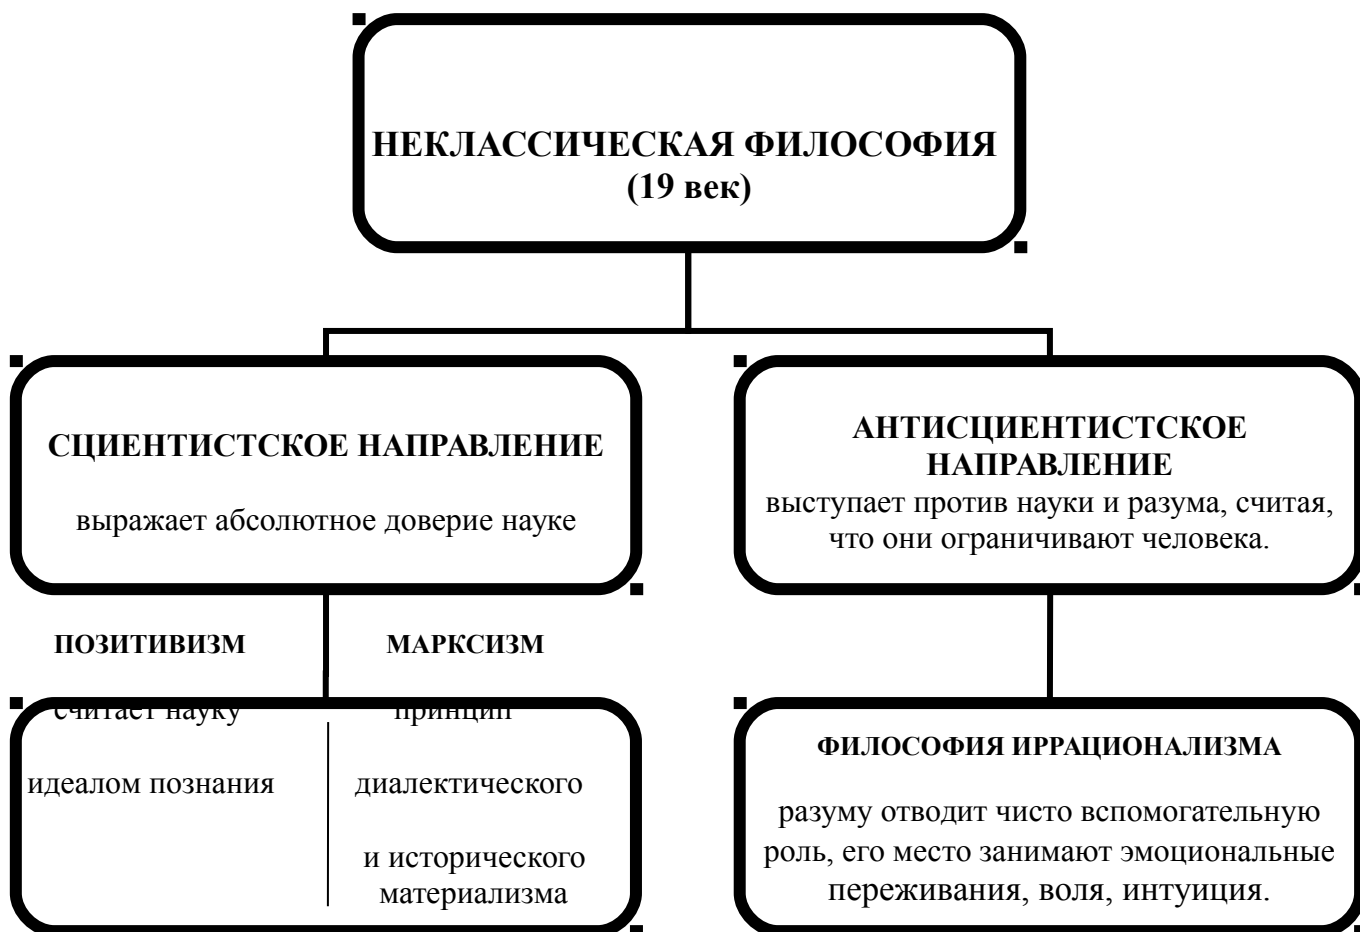 НЕКЛАССИЧЕСКАЯ ФИЛОСОФИЯ
(19 век)
СЦИЕНТИСТСКОЕ НАПРАВЛЕНИЕ
выражает абсолютное доверие науке
АНТИСЦИЕНТИСТСКОЕ
НАПРАВЛЕНИЕ
выступает против науки и разума, считая,
что они ограничивают человека.
ПОЗИТИВИЗМ
считает науку
идеалом познания
МАРКСИЗМ
принцип
диалектического
и исторического
материализма
ФИЛОСОФИЯ ИРРАЦИОНАЛИЗМА
разуму отводит чисто вспомогательную
роль, его место занимают эмоциональные
переживания, воля, интуиция.